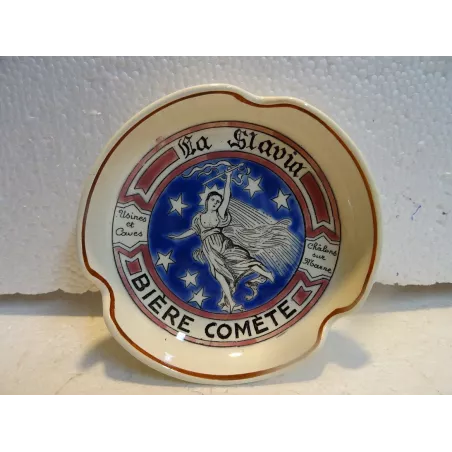 La Slavia
Usines
et
Caves
Châlons
sur
Marne
BIÈRE COMÈTE